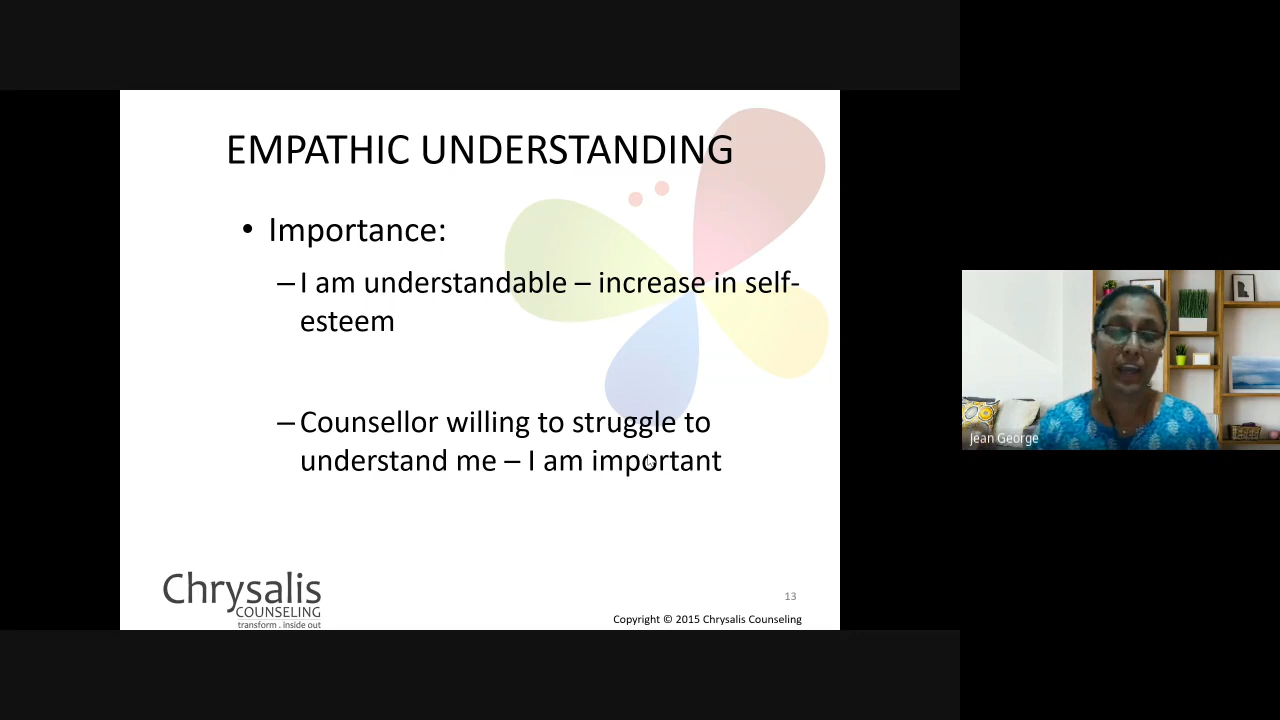 EMPATHIC UNDERSTANDING
• Importance:
– I am understandable – increase in self-
esteem
– Counsellor willing to struggle to
understand me – I am important
Chrysalis
COUNSELING
transform . inside out
13
Copyright © 2015 Chrysalis Counseling
Jean George